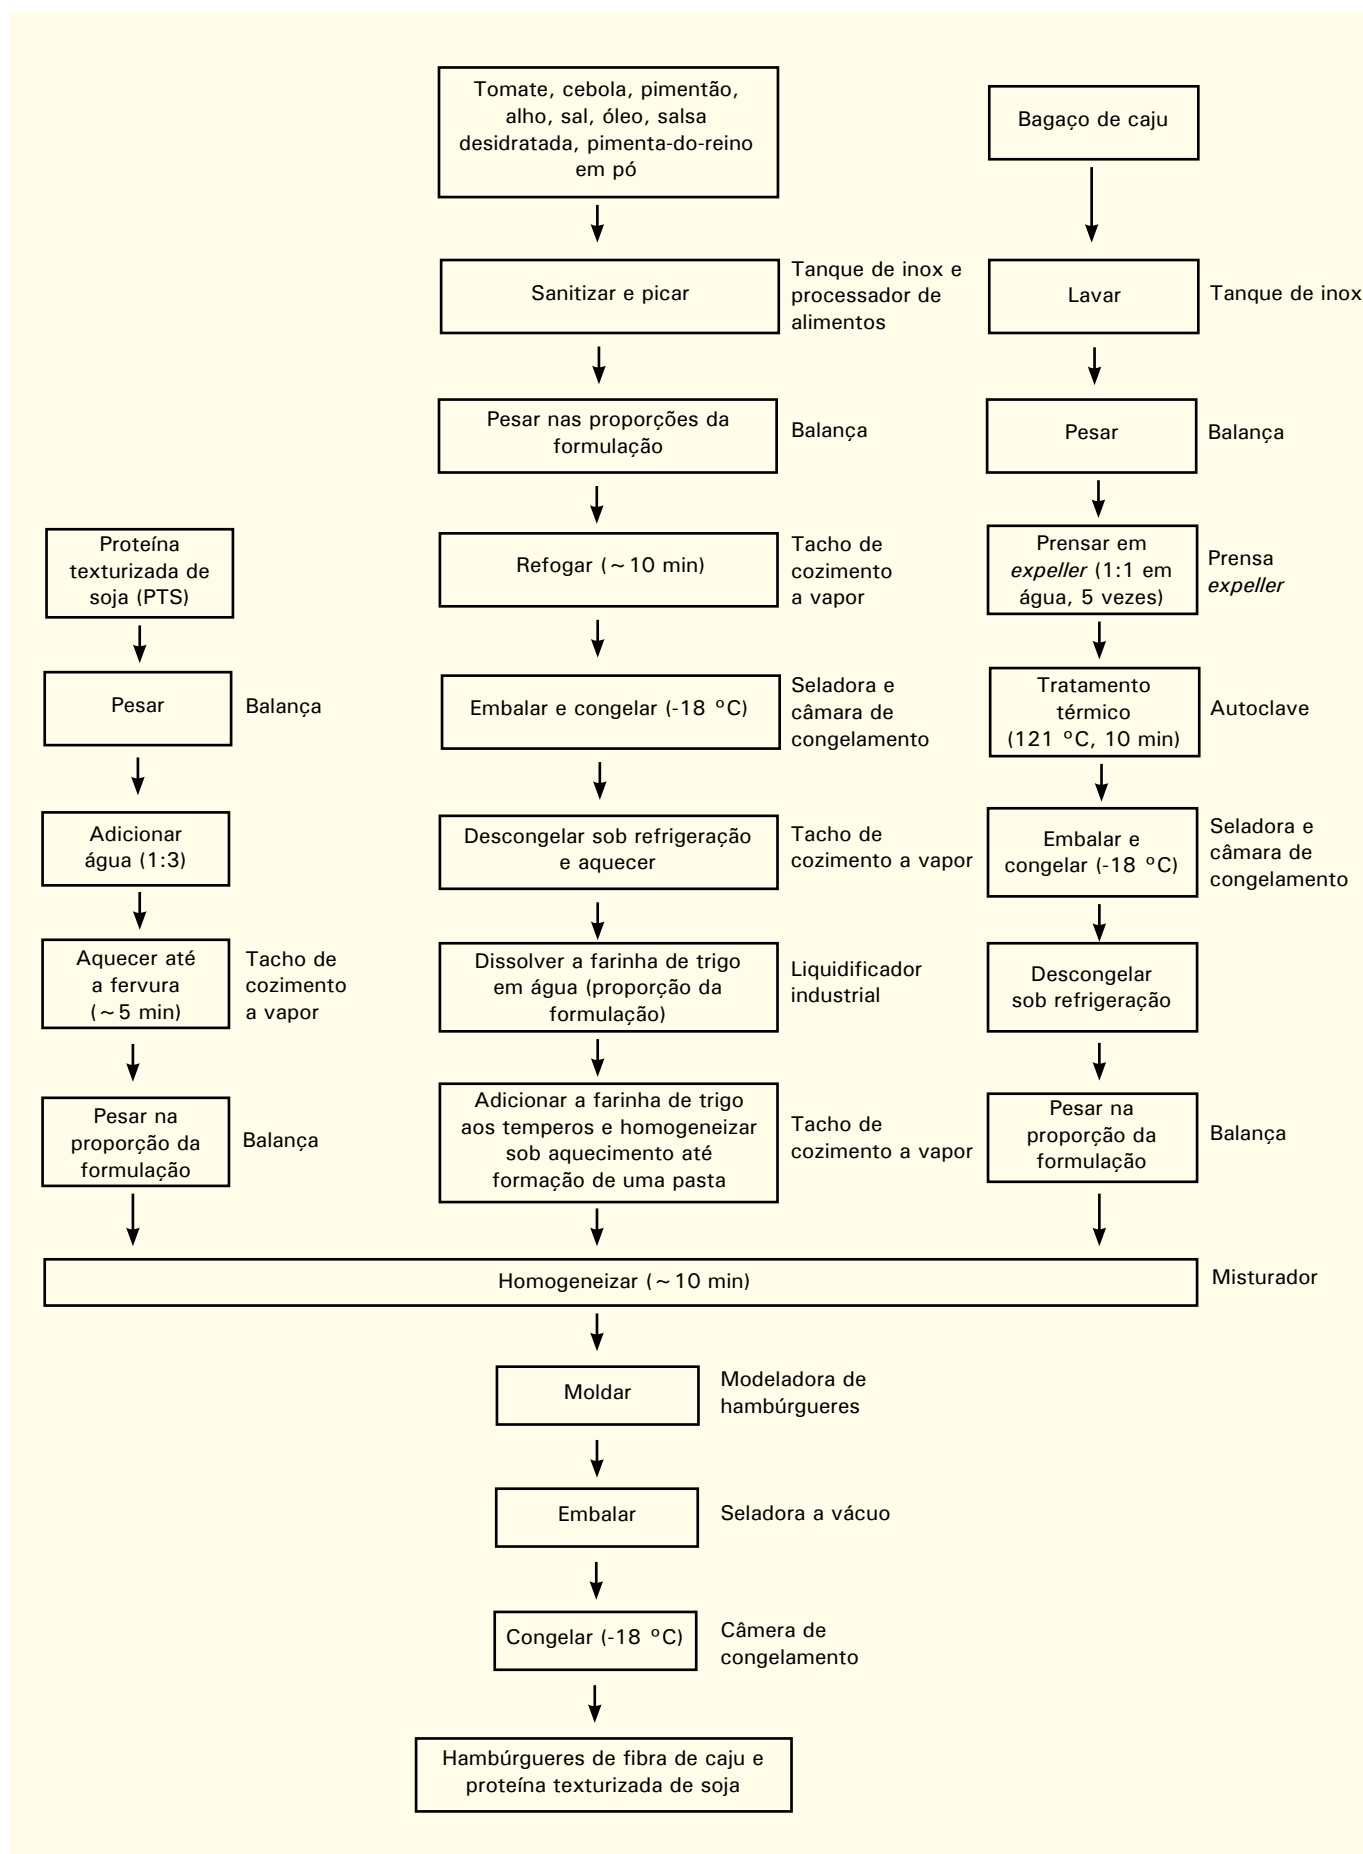 Tomate, cebola, pimentão,
alho, sal, óleo, salsa
desidratada, pimenta-do-reino
em pó
Bagaço de caju
Sanitizar e picar
Tanque de inox e
processador de
alimentos
Lavar
Tanque de inox
Pesar nas proporções da
formulação
Balança
Pesar
Balança
Proteína
texturizada de
soja (PTS)
Refogar (~10 min)
Tacho de
cozimento
a vapor
Prensar em
expeller (1:1 em
água, 5 vezes)
Prensa
expeller
Pesar
Balança
Embalar e congelar (-18 ºC)
Seladora e
câmara de
congelamento
Tratamento
térmico
(121 ºC, 10 min)
Autoclave
Adicionar
água (1:3)
Descongelar sob refrigeração
e aquecer
Tacho de
cozimento a vapor
Embalar e
congelar (-18 ºC)
Seladora e
câmara de
congelamento
Aquecer até
a fervura
(~5 min)
Tacho de
cozimento
a vapor
Dissolver a farinha de trigo
em água (proporção da
formulação)
Liquidificador
industrial
Descongelar
sob refrigeração
Pesar na
proporção da
formulação
Balança
Adicionar a farinha de trigo
aos temperos e homogeneizar
sob aquecimento até
formação de uma pasta
Tacho de
cozimento a vapor
Pesar na
proporção da
formulação
Balança
Homogeneizar (~10 min)
Misturador
Moldar
Modeladora de
hambúrgueres
Embalar
Seladora a vácuo
Congelar (-18 ºC)
Câmera de
congelamento
Hambúrgueres de fibra de caju e
proteína texturizada de soja